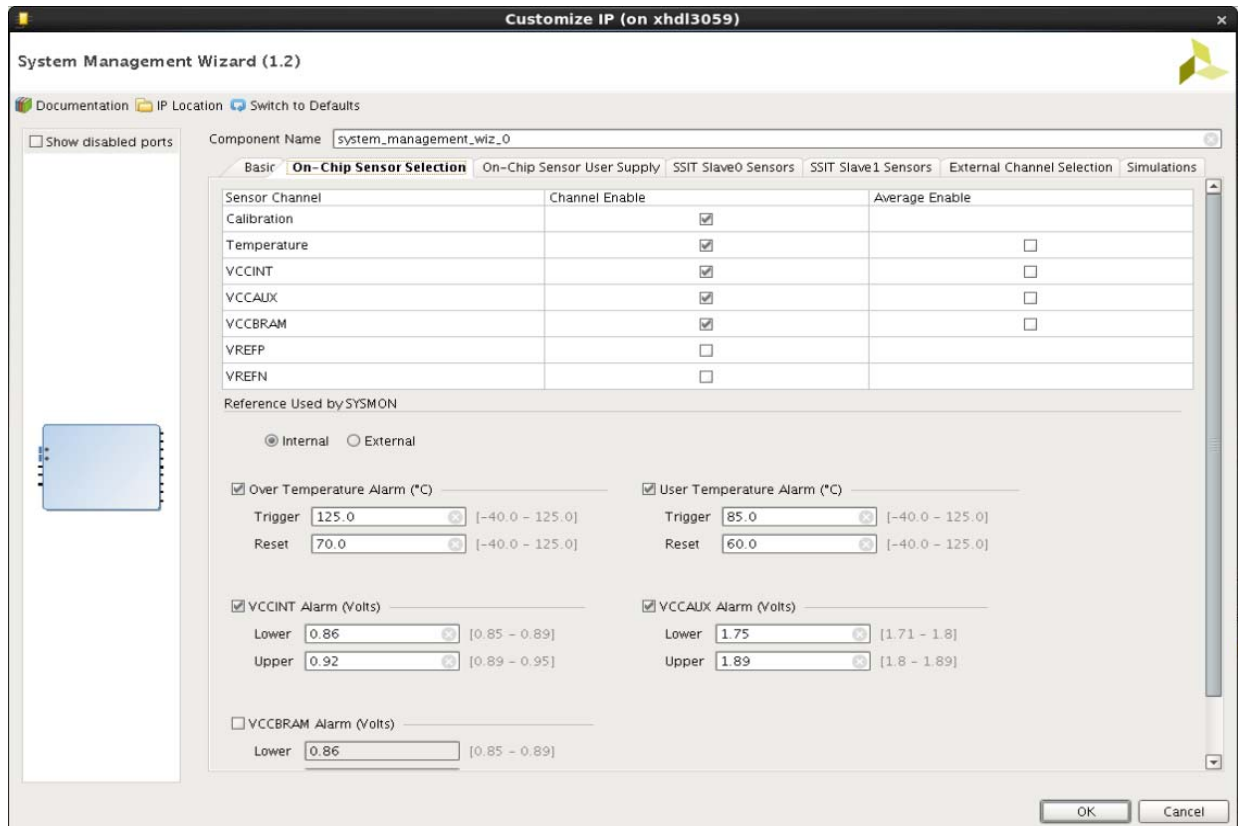 Customize IP (on xhdl3059)
System Management Wizard (1.2)
Documentation IP Location Switch to Defaults
Show disabled ports
Component Name system_management_wiz_0
Basic On-Chip Sensor Selection On-Chip Sensor User Supply SSIT Slave0 Sensors SSIT Slave1 Sensors External Channel Selection Simulations
Sensor Channel Channel Enable Average Enable
Calibration
Temperature
VCCINT
VCCAUX
VCCBRAM
VREFP
VREFN
Reference Used by SYSMON
Internal External
Over Temperature Alarm (°C) User Temperature Alarm (°C)
Trigger 125.0 [-40.0 - 125.0] Trigger 85.0 [-40.0 - 125.0]
Reset 70.0 [-40.0 - 125.0] Reset 60.0 [-40.0 - 125.0]
VCCINT Alarm (Volts) VCCAUX Alarm (Volts)
Lower 0.86 [0.85 - 0.89] Lower 1.75 [1.71 - 1.8]
Upper 0.92 [0.89 - 0.95] Upper 1.89 [1.8 - 1.89]
VCCBRAM Alarm (Volts)
Lower 0.86 [0.85 - 0.89]
OK Cancel